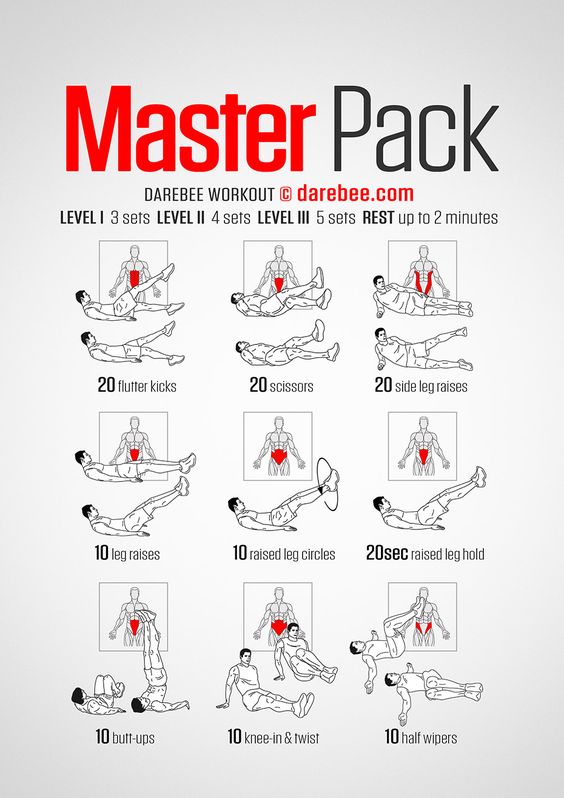 Master Pack
DAREBEE WORKOUT © darebee.com
LEVEL I 3 sets LEVEL II 4 sets LEVEL III 5 sets REST up to 2 minutes
20 flutter kicks
20 scissors
20 side leg raises
10 leg raises
10 raised leg circles
20sec raised leg hold
10 butt-ups
10 knee-in & twist
10 half wipers